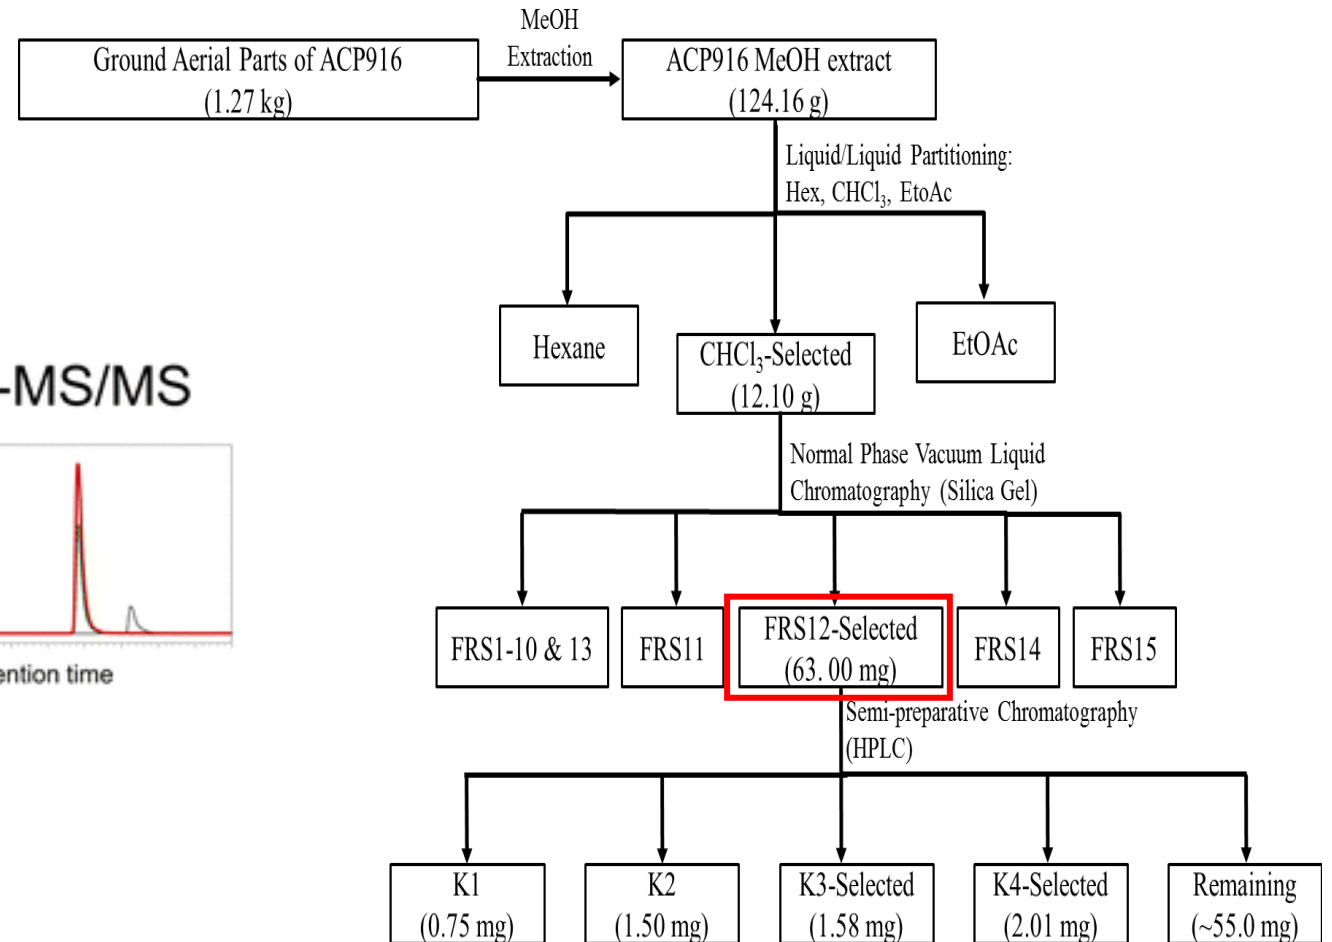 MeOH
Extraction
Ground Aerial Parts of ACP916
(1.27 kg)
ACP916 MeOH extract
(124.16 g)
Liquid/Liquid Partitioning:
Hex, CHCl₃, EtoAc
Hexane
CHCl₃-Selected
(12.10 g)
EtOAc
-MS/MS
Normal Phase Vacuum Liquid
Chromatography (Silica Gel)
ention time
FRS1-10 & 13
FRS11
FRS12-Selected
(63. 00 mg)
FRS14
FRS15
Semi-preparative Chromatography
(HPLC)
K1
(0.75 mg)
K2
(1.50 mg)
K3-Selected
(1.58 mg)
K4-Selected
(2.01 mg)
Remaining
(~55.0 mg)